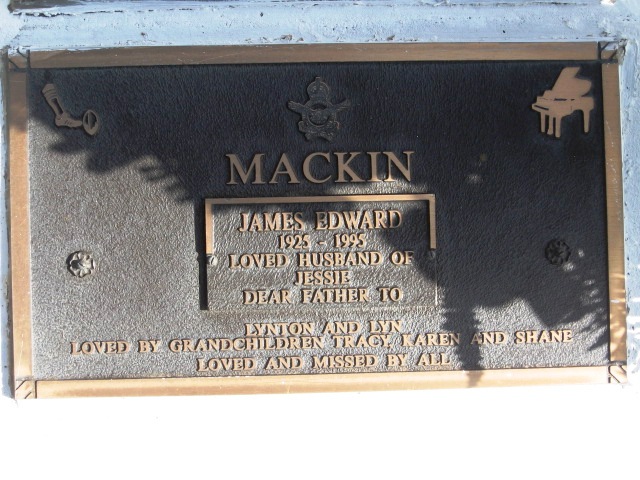 MACKIN
JAMES EDWARD
1925 - 1995
LOVED HUSBAND OF
JESSIE
DEAR FATHER TO
LYNTON AND LYN
LOVED BY GRANDCHILDREN TRACY, KAREN AND SHANE
LOVED AND MISSED BY ALL